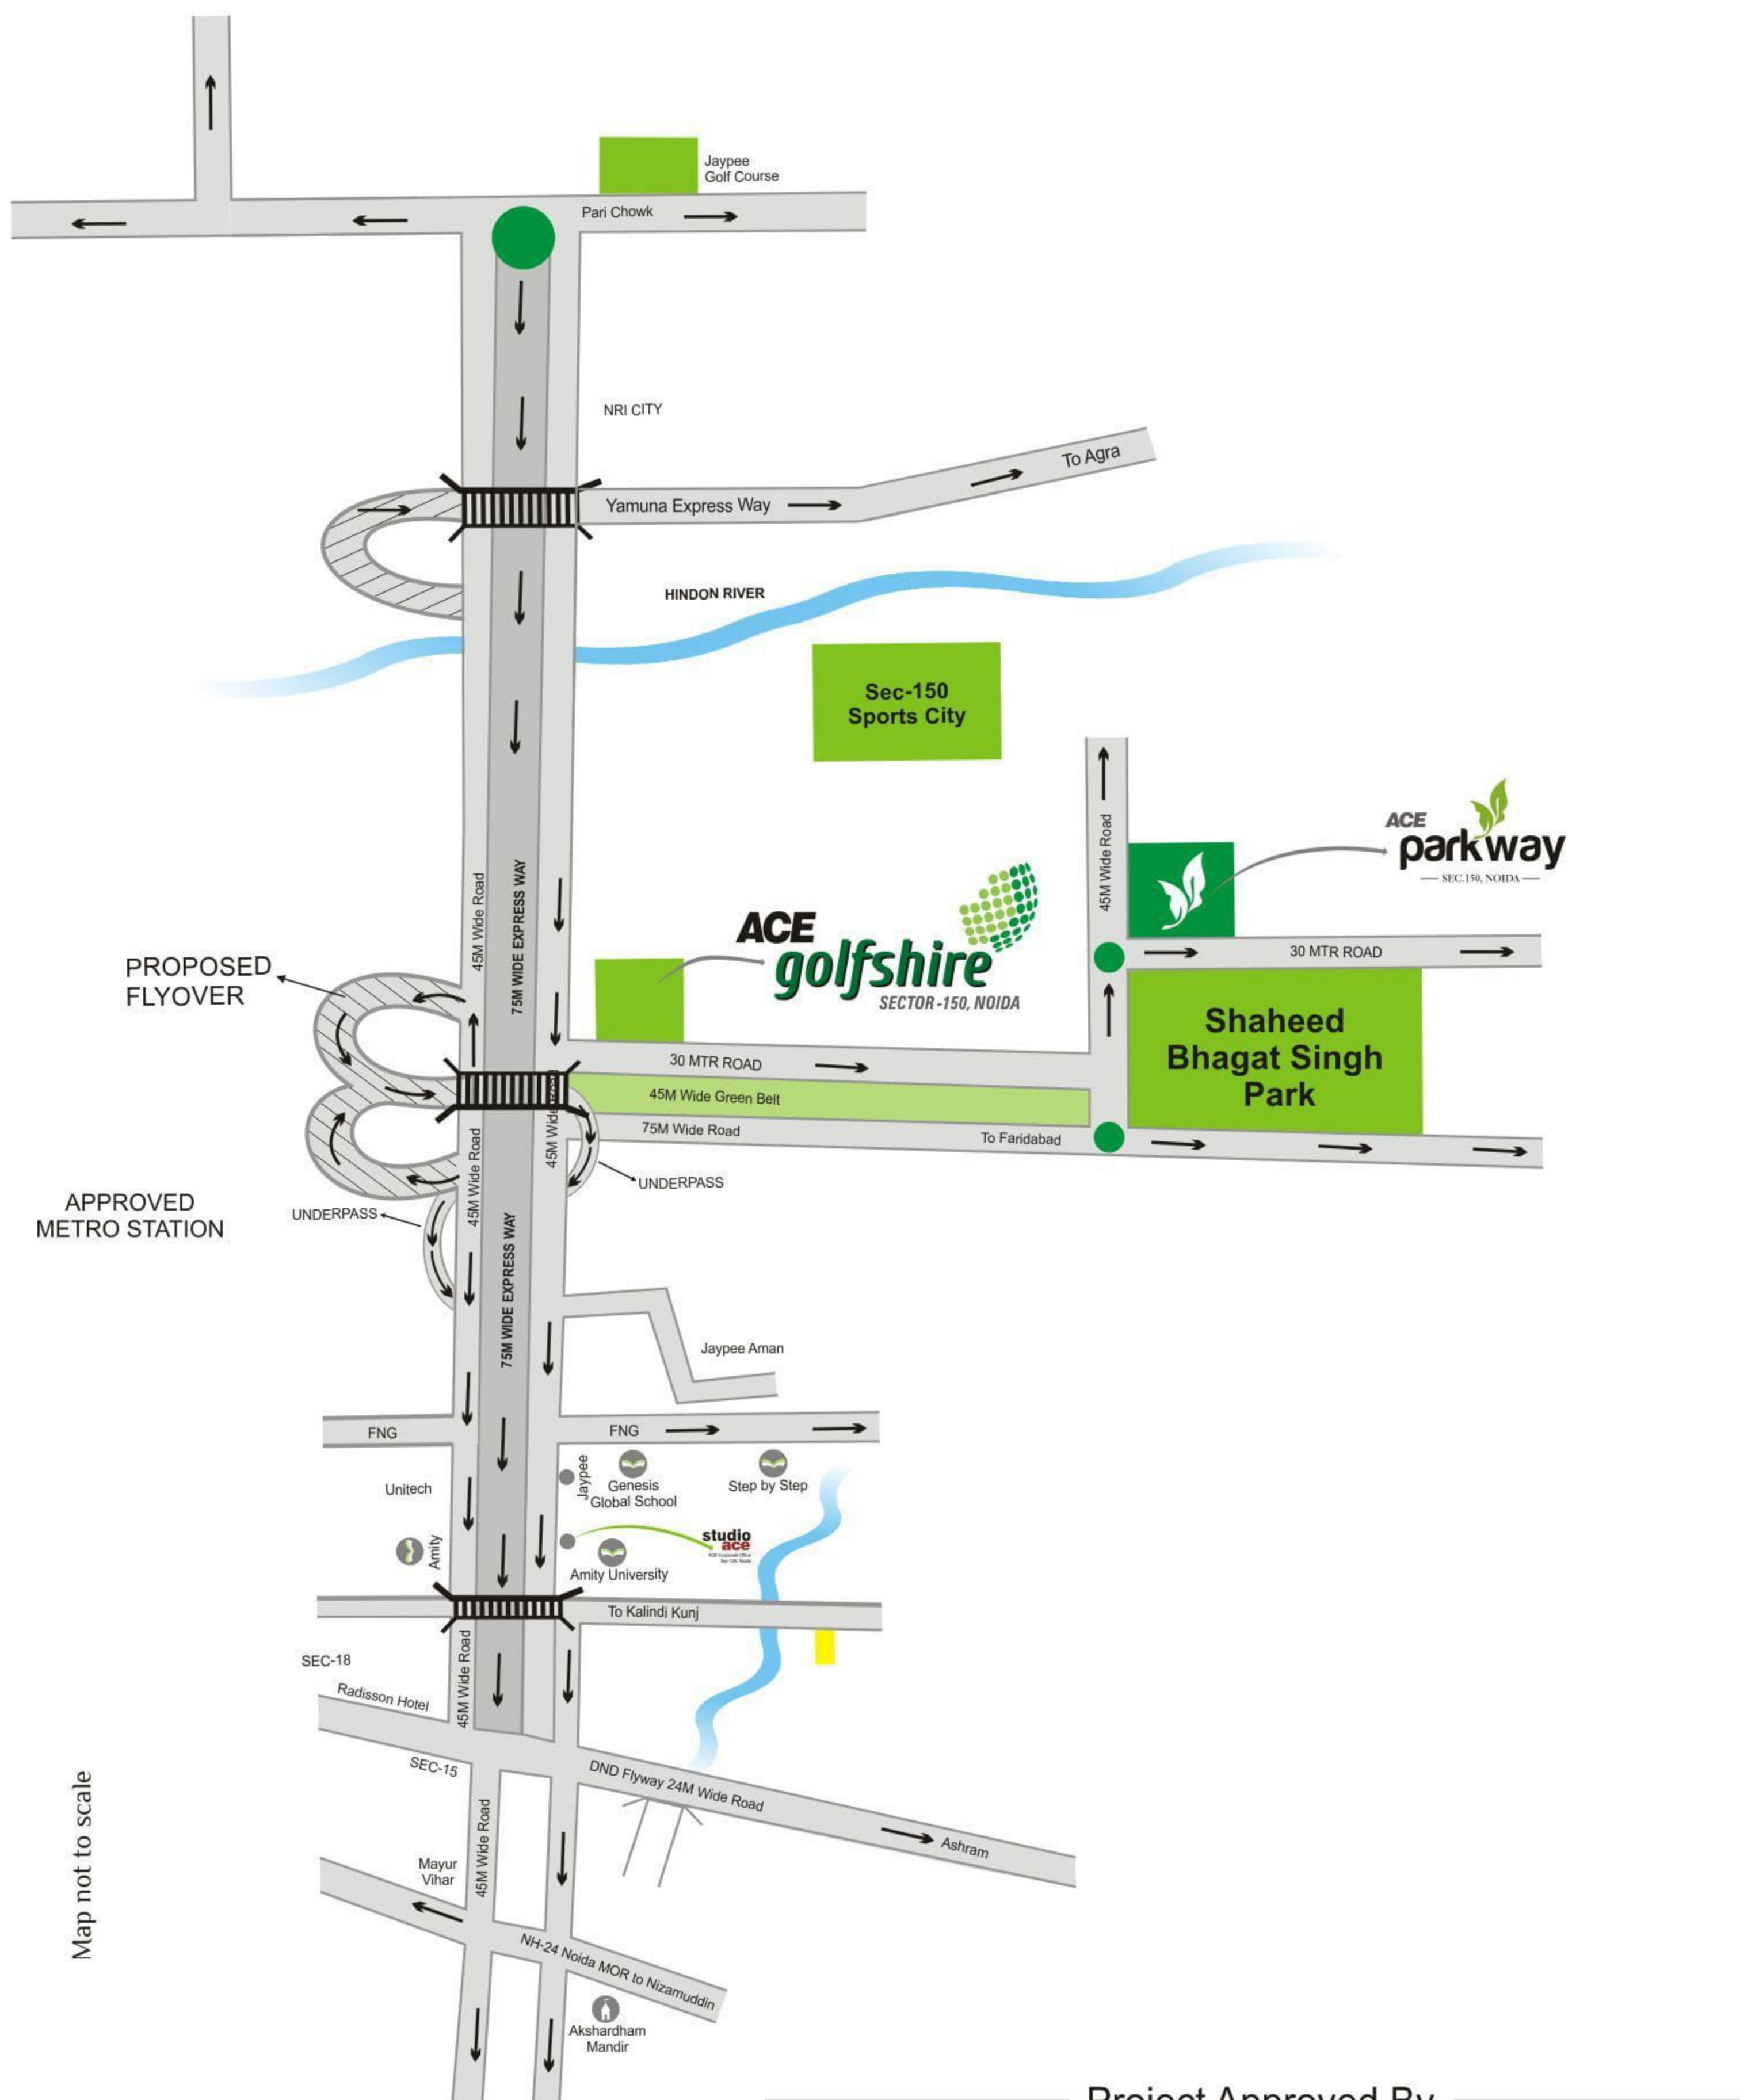 Jaypee
Golf Course
Pari Chowk
NRI CITY
To Agra
Yamuna Express Way
HINDON RIVER
Sec-150
Sports City
45M Wide Road
ACE
parkway
SEC.150, NOIDA
45M Wide Road
75M WIDE EXPRESS WAY
ACE
golfshire
SECTOR-150, NOIDA
30 MTR ROAD
PROPOSED
FLYOVER
Shaheed
Bhagat Singh
Park
30 MTR ROAD
45M Wide Green Belt
75M Wide Road
To Faridabad
45M Wide Road
45M Wide
UNDERPASS
APPROVED
METRO STATION
UNDERPASS
75M WIDE EXPRESS WAY
Jaypee Aman
FNG
FNG
Unitech
Jaypee
Genesis
Global School
Step by Step
Amity
studio
ace
Amity University
To Kalindi Kunj
SEC-18
45M Wide Road
Radisson Hotel
SEC-15
DND Flyway 24M Wide Road
Ashram
Map not to scale
45M Wide Road
Mayur
Vihar
NH-24 Noida MOR to Nizamuddin
Akshardham
Mandir
Project Approved By